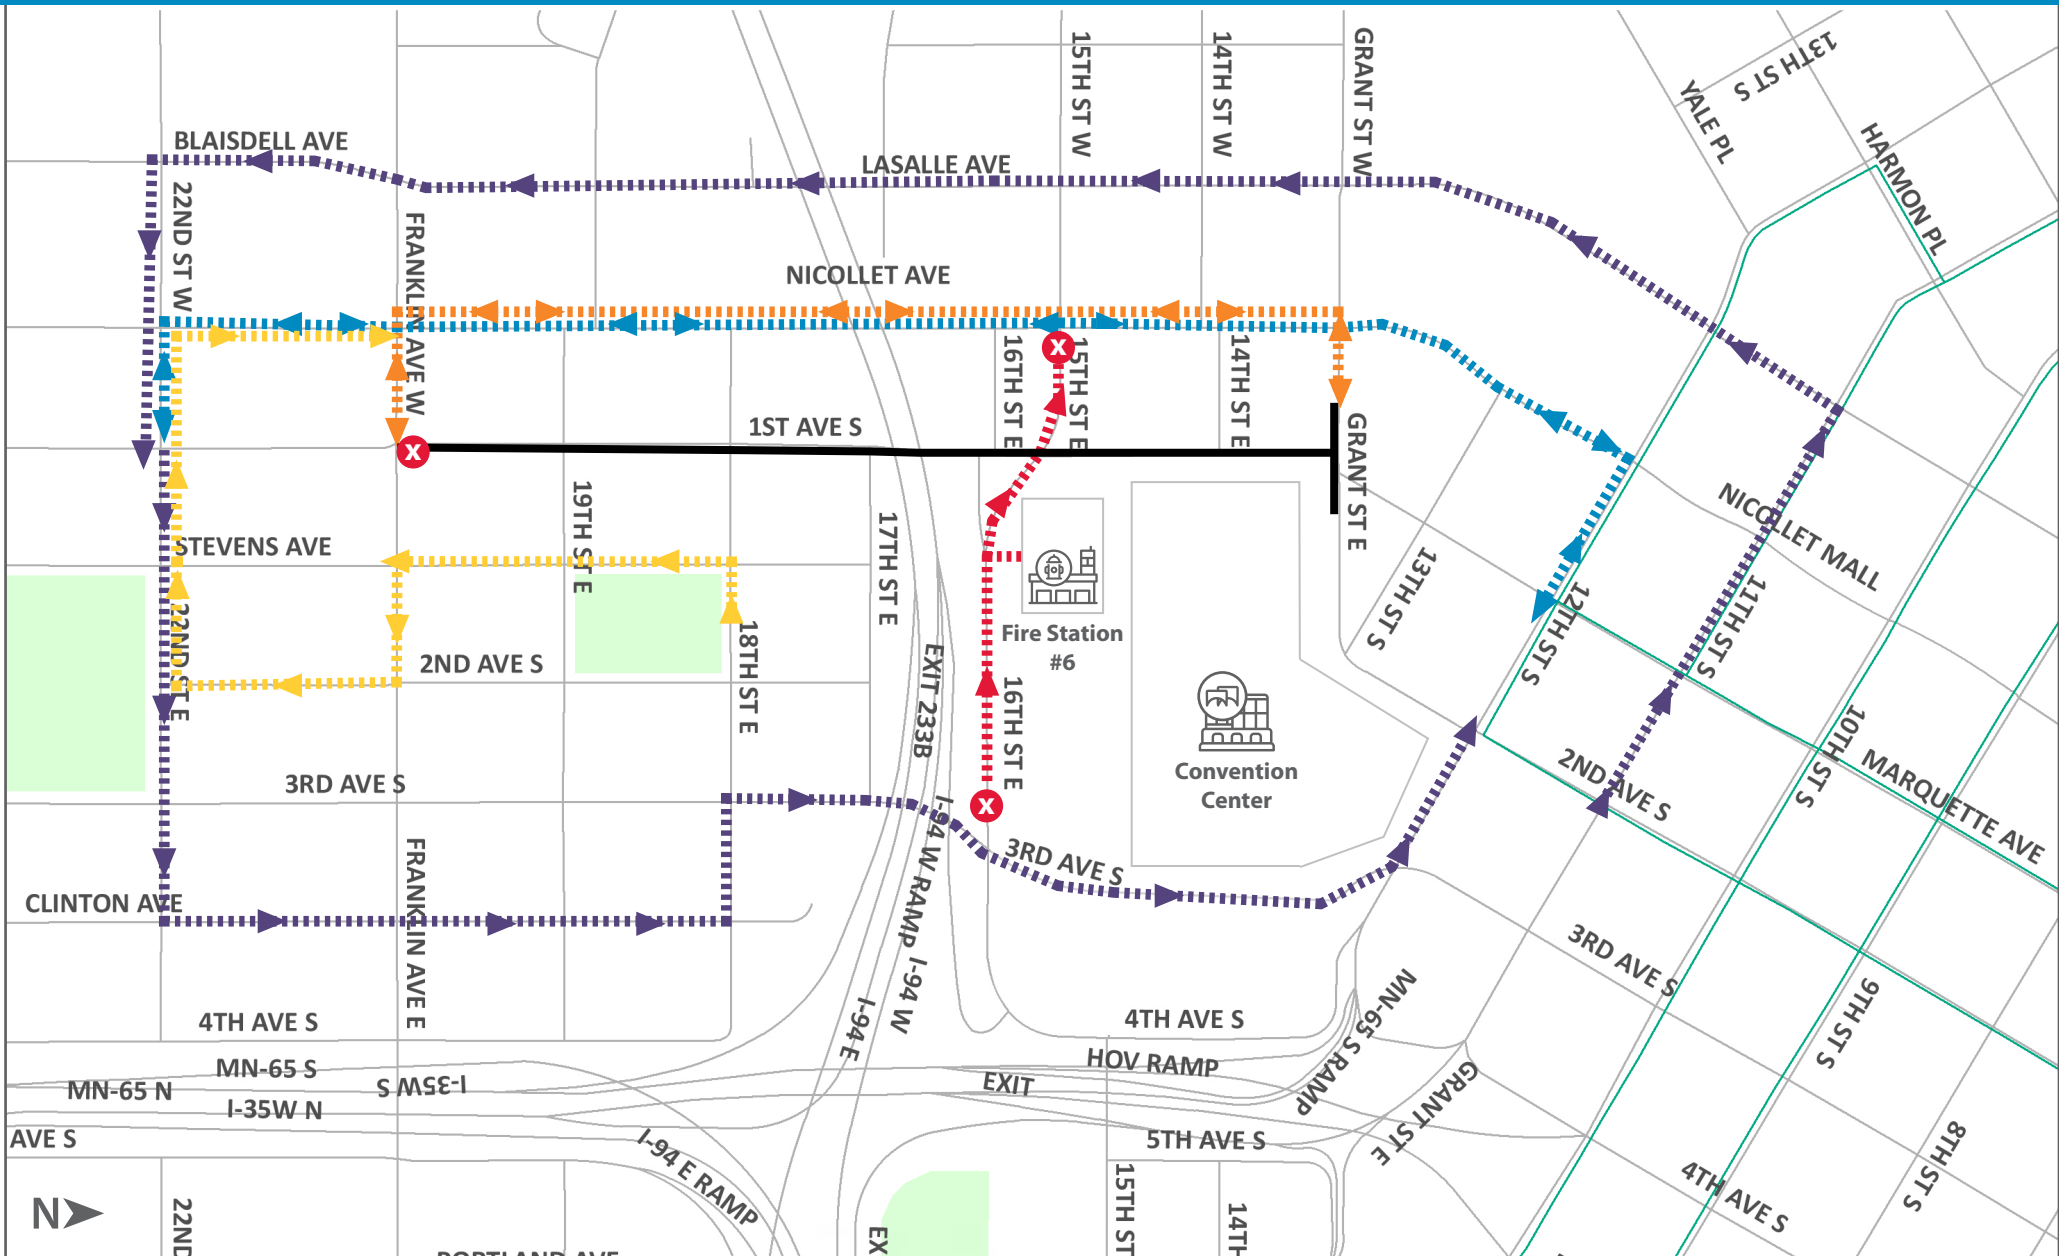 13TH ST S
YALE PL
HARMON PL
15TH ST W
14TH ST W
GRANT ST W
BLAISDELL AVE
LASALLE AVE
22ND ST W
FRANKLIN AVE W
NICOLLET AVE
16TH ST E
15TH ST E
14TH ST E
X
1ST AVE S
X
GRANT ST E
NICOLLET MALL
19TH ST E
17TH ST E
STEVENS AVE
13TH ST S
12TH ST S
11TH ST S
22ND ST E
2ND AVE S
18TH ST E
EXIT 233B
Fire Station
#6
16TH ST E
Convention
Center
10TH ST S
2ND AVE S
MARQUETTE AVE
3RD AVE S
X
I-94 W RAMP
3RD AVE S
CLINTON AVE
FRANKLIN AVE E
I-94 W
I-94 E
3RD AVE S
9TH ST S
4TH AVE S
4TH AVE S
MN-65 S RAMP
MN-65 S
HOV RAMP
MN-65 N
I-35W S
EXIT
GRANT ST E
I-35W N
AVE S
5TH AVE S
I-94 E RAMP
8TH ST S
4TH AVE S
N
22ND
15TH ST
14TH
EX
PORTLAND AVE